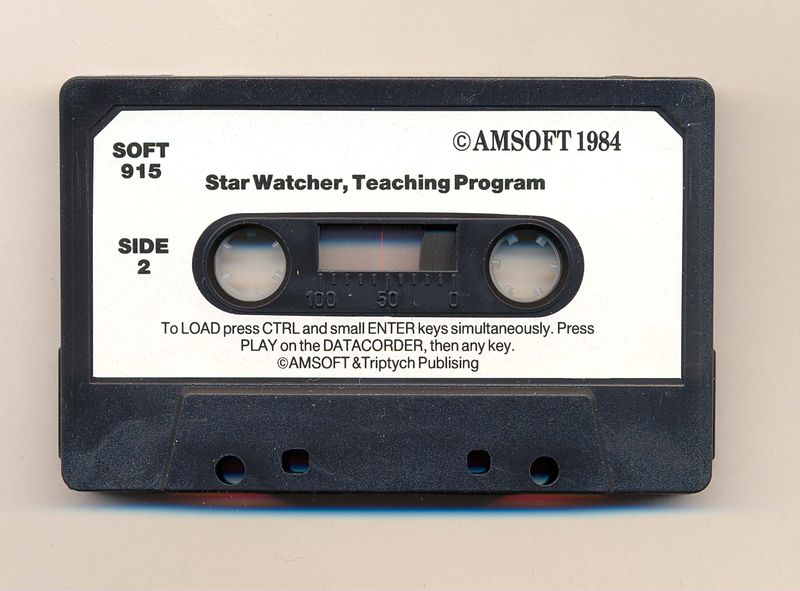 SOFT
915
©AMSOFT 1984
Star Watcher, Teaching Program
SIDE
2
100 50 0
To LOAD press CTRL and small ENTER keys simultaneously. Press
PLAY on the DATACORDER, then any key.
©AMSOFT & Triptych Publising